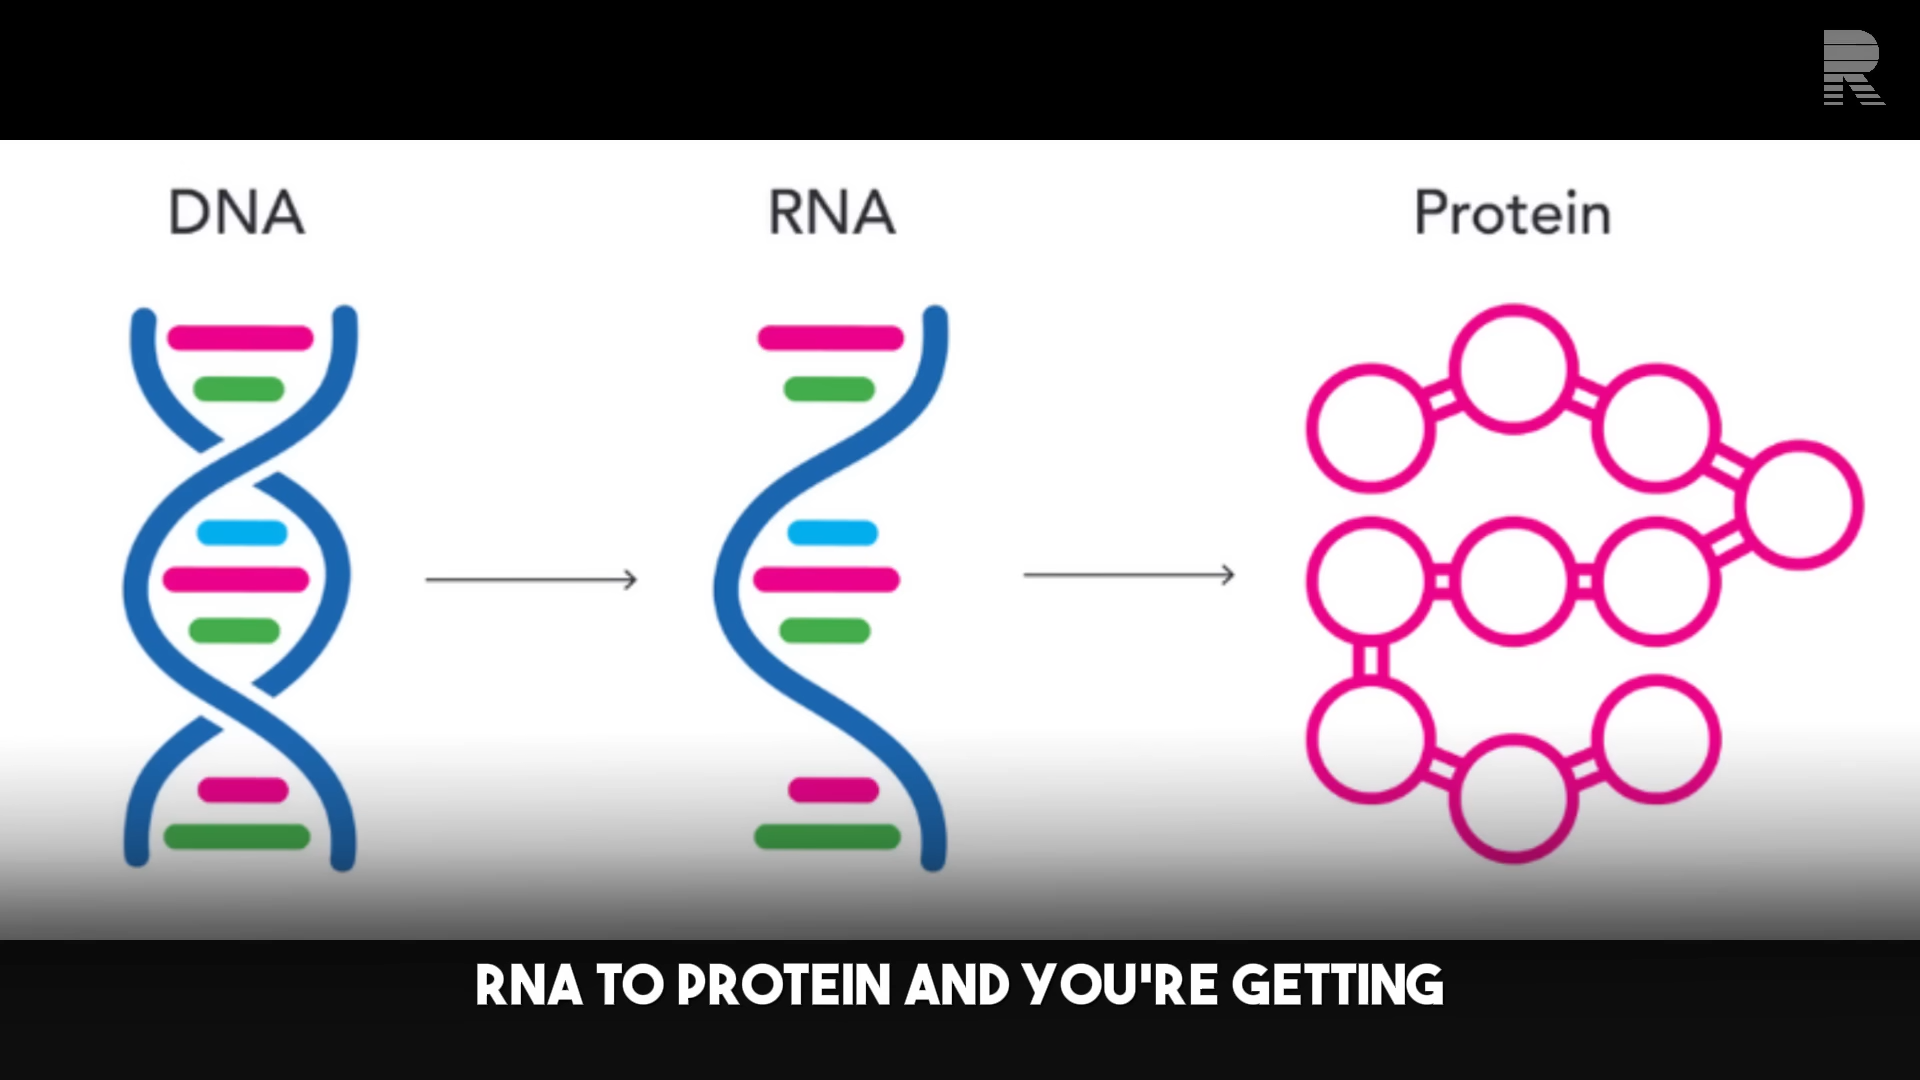 R
DNA
RNA
Protein
RNA TO PROTEIN AND YOU'RE GETTING